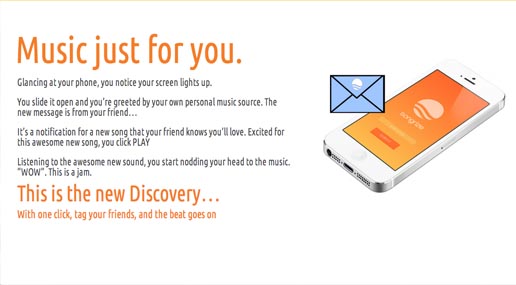 Music just for you.
Glancing at your phone, you notice your screen lights up.
You slide it open and you're greeted by your own personal music source. The
new message is from your friend…
It's a notification for a new song that your friend knows you'll love. Excited for
this awesome new song, you click PLAY
Listening to the awesome new sound, you start nodding your head to the music.
"WOW". This is a jam.
This is the new Discovery…
With one click, tag your friends, and the beat goes on